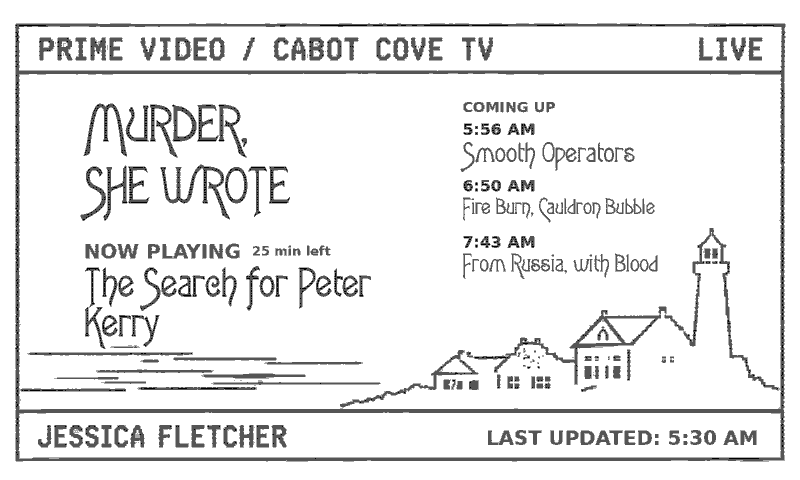 PRIME VIDEO / CABOT COVE TV
LIVE
MURDER,
SHE WROTE
NOW PLAYING 25 min left
The Search for Peter
Kerry
COMING UP
5:56 AM
Smooth Operators
6:50 AM
Fire Burn, Cauldron Bubble
7:43 AM
From Russia, with Blood
JESSICA FLETCHER
LAST UPDATED: 5:30 AM